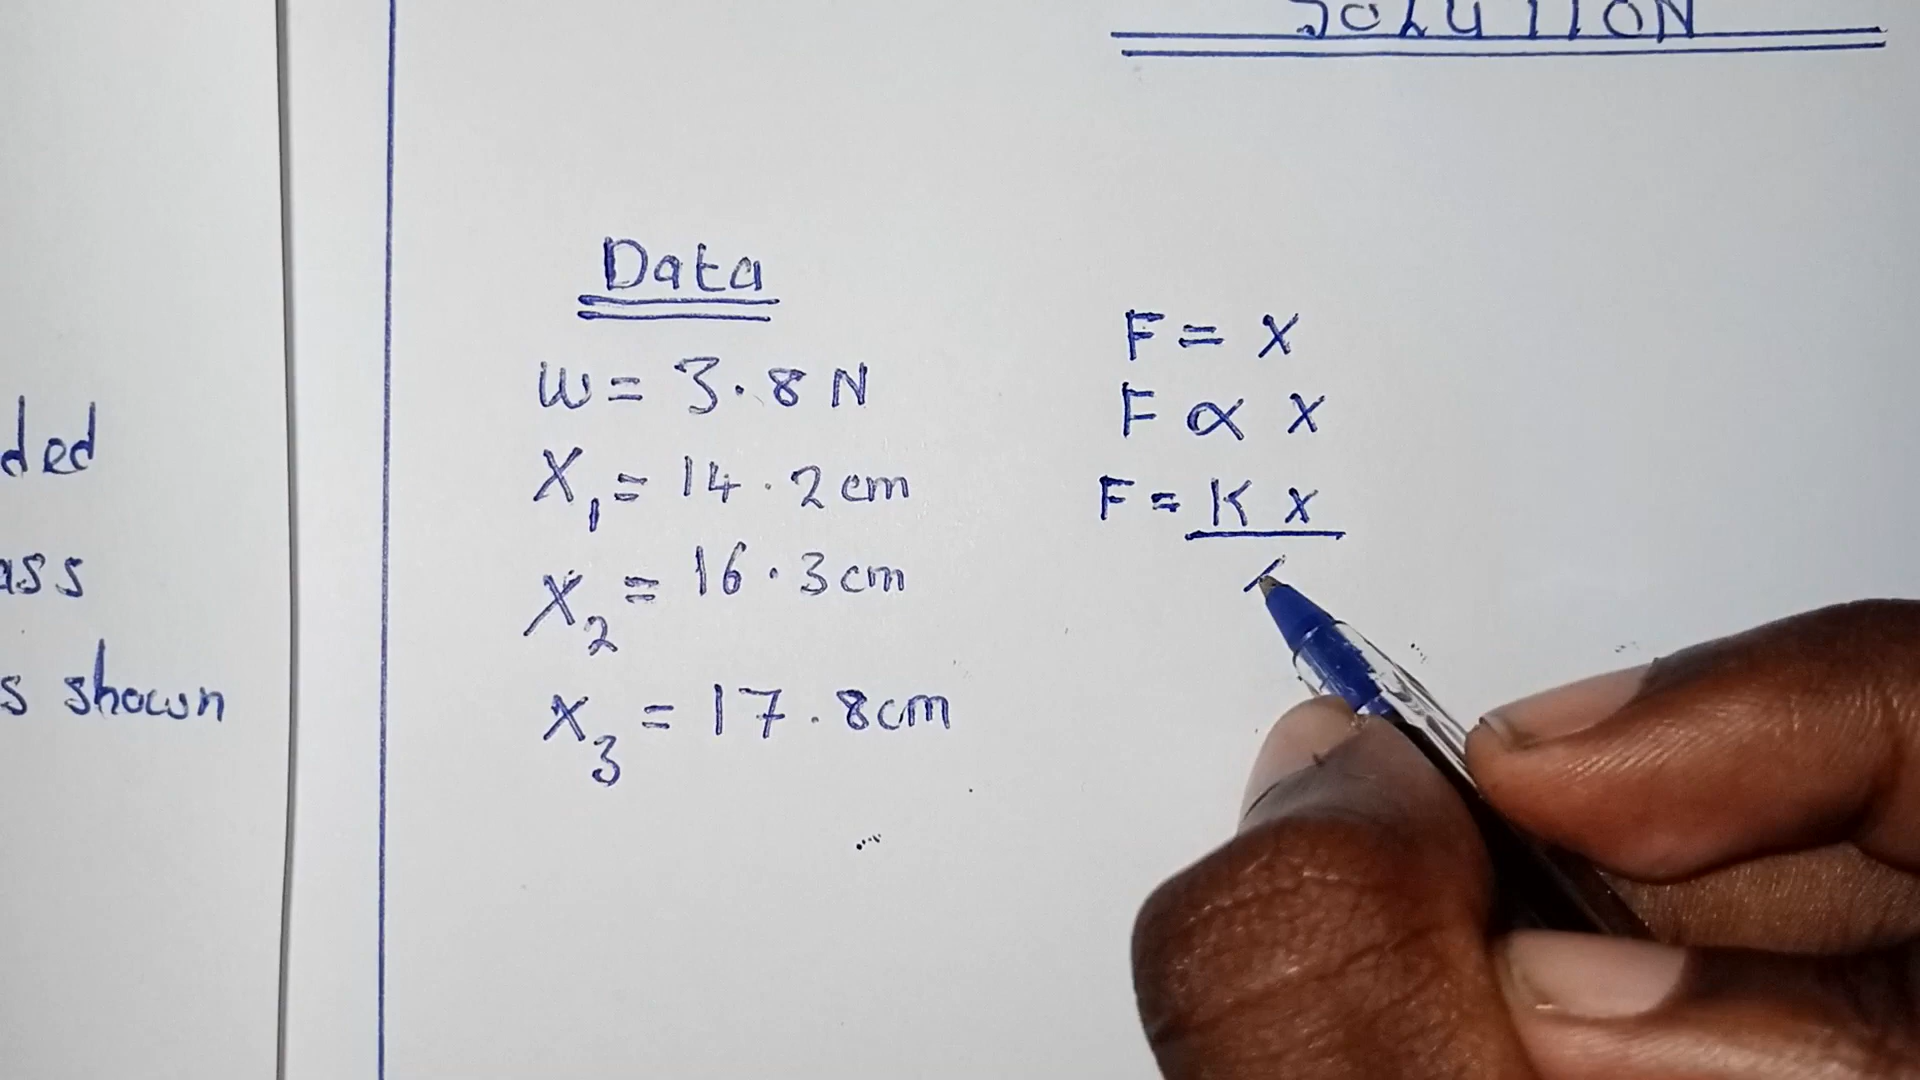 SOLUTION
ded
ass
s shown
Data
W = 3.8 N
X₁ = 14.2 cm
X₂ = 16.3 cm
X₃ = 17.8 cm
F = X
F ∝ X
F = K X